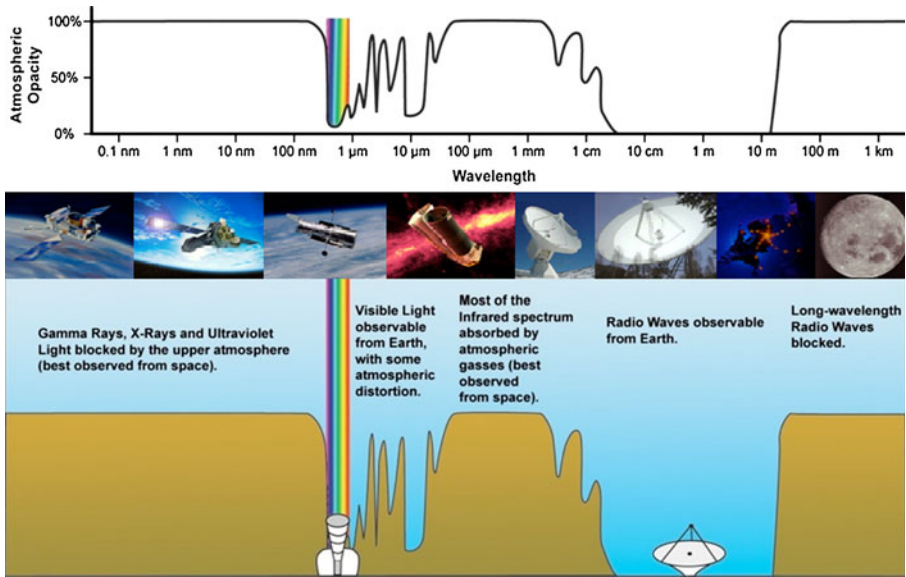 100%
50%
0%
Atmospheric
Opacity
0.1 nm 1 nm 10 nm 100 nm 1 µm 10 µm 100 µm 1 mm 1 cm 10 cm 1 m 10 m 100 m 1 km
Wavelength
Gamma Rays, X-Rays and Ultraviolet
Light blocked by the upper atmosphere
(best observed from space).
Visible Light
observable
from Earth,
with some
atmospheric
distortion.
Most of the
Infrared spectrum
absorbed by
atmospheric
gasses (best
observed
from space).
Radio Waves observable
from Earth.
Long-wavelength
Radio Waves
blocked.